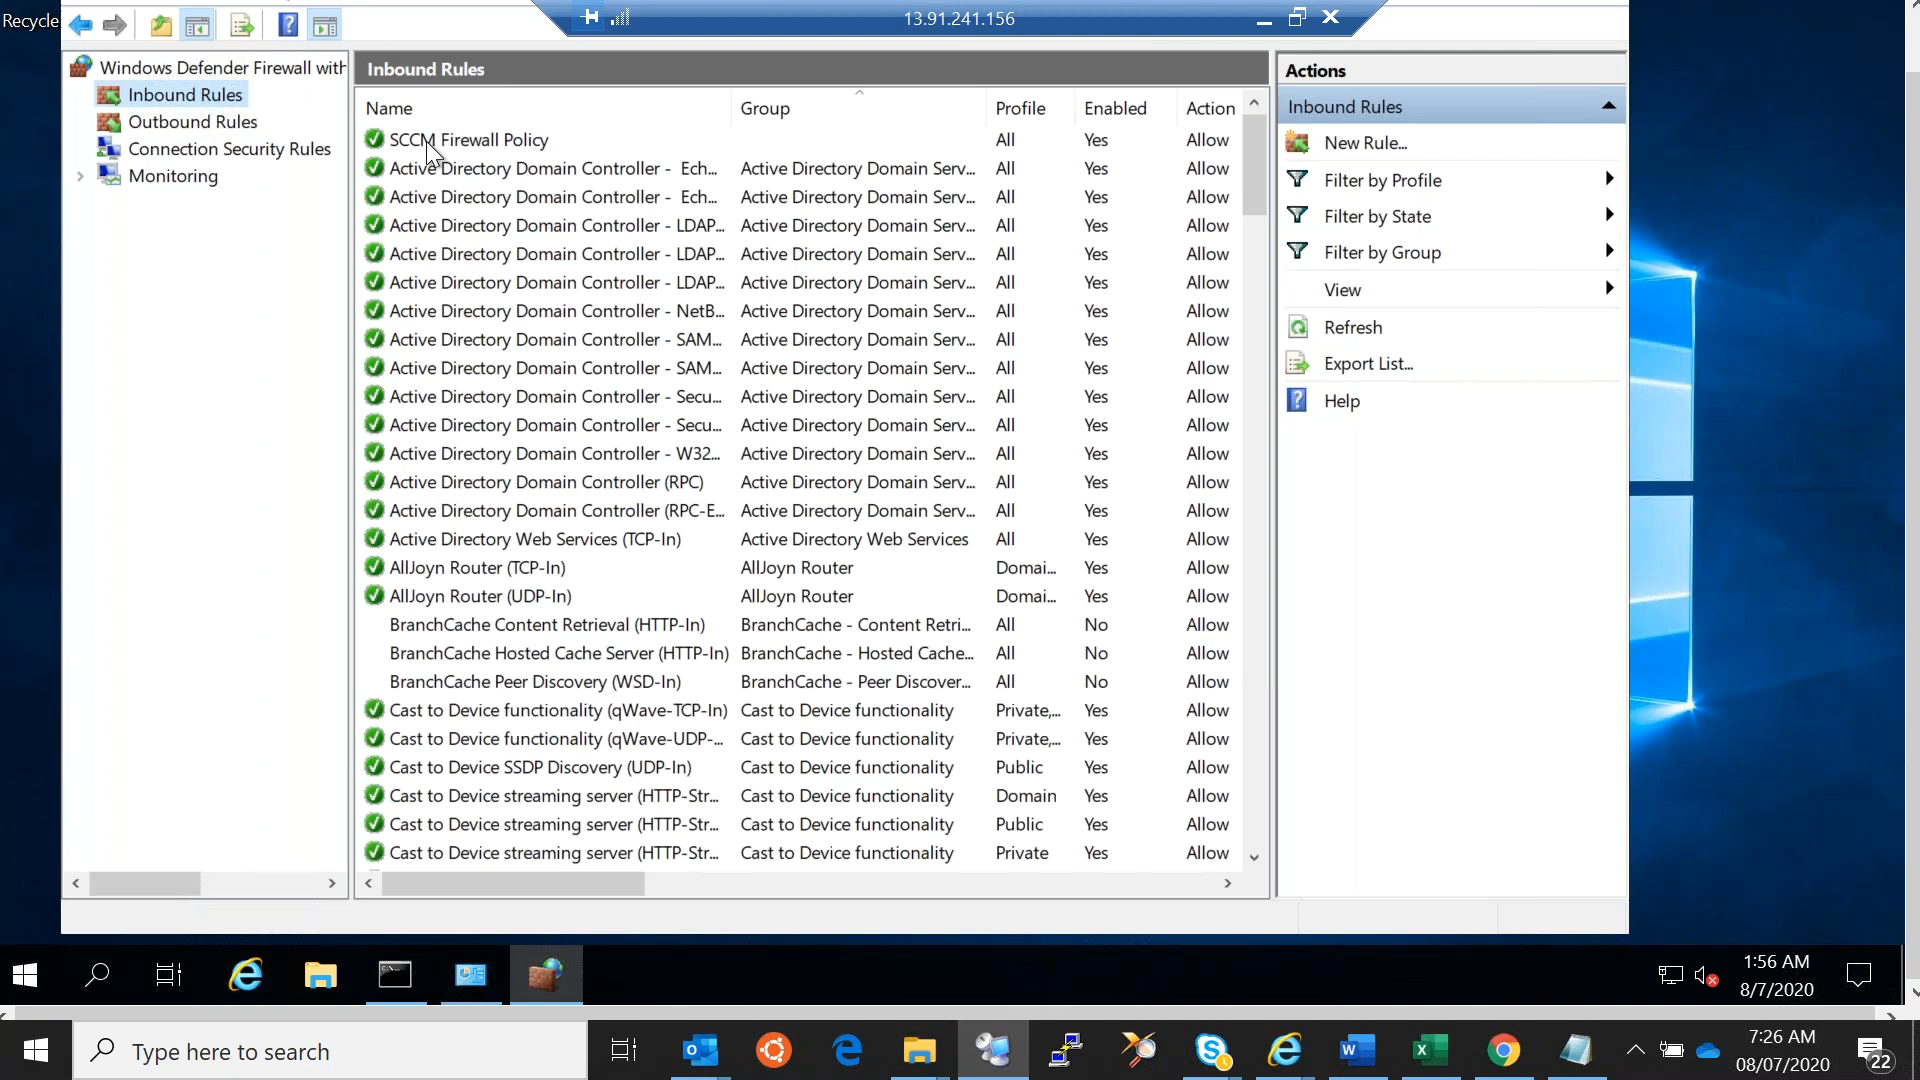 Recycle
13.91.241.156
Windows Defender Firewall with
Inbound Rules
Outbound Rules
Connection Security Rules
Monitoring
Inbound Rules
Name Group Profile Enabled Action
SCCM Firewall Policy All Yes Allow
Active Directory Domain Controller - Ech... Active Directory Domain Serv... All Yes Allow
Active Directory Domain Controller - Ech... Active Directory Domain Serv... All Yes Allow
Active Directory Domain Controller - LDAP... Active Directory Domain Serv... All Yes Allow
Active Directory Domain Controller - LDAP... Active Directory Domain Serv... All Yes Allow
Active Directory Domain Controller - LDAP... Active Directory Domain Serv... All Yes Allow
Active Directory Domain Controller - NetB... Active Directory Domain Serv... All Yes Allow
Active Directory Domain Controller - SAM... Active Directory Domain Serv... All Yes Allow
Active Directory Domain Controller - SAM... Active Directory Domain Serv... All Yes Allow
Active Directory Domain Controller - Secu... Active Directory Domain Serv... All Yes Allow
Active Directory Domain Controller - Secu... Active Directory Domain Serv... All Yes Allow
Active Directory Domain Controller - W32... Active Directory Domain Serv... All Yes Allow
Active Directory Domain Controller (RPC) Active Directory Domain Serv... All Yes Allow
Active Directory Domain Controller (RPC-E... Active Directory Domain Serv... All Yes Allow
Active Directory Web Services (TCP-In) Active Directory Web Services All Yes Allow
AllJoyn Router (TCP-In) AllJoyn Router Domai... Yes Allow
AllJoyn Router (UDP-In) AllJoyn Router Domai... Yes Allow
BranchCache Content Retrieval (HTTP-In) BranchCache - Content Retri... All No Allow
BranchCache Hosted Cache Server (HTTP-In) BranchCache - Hosted Cache... All No Allow
BranchCache Peer Discovery (WSD-In) BranchCache - Peer Discover... All No Allow
Cast to Device functionality (qWave-TCP-In) Cast to Device functionality Private,... Yes Allow
Cast to Device functionality (qWave-UDP-... Cast to Device functionality Private,... Yes Allow
Cast to Device SSDP Discovery (UDP-In) Cast to Device functionality Public Yes Allow
Cast to Device streaming server (HTTP-Str... Cast to Device functionality Domain Yes Allow
Cast to Device streaming server (HTTP-Str... Cast to Device functionality Public Yes Allow
Cast to Device streaming server (HTTP-Str... Cast to Device functionality Private Yes Allow
Actions
Inbound Rules
New Rule...
Filter by Profile
Filter by State
Filter by Group
View
Refresh
Export List...
Help
1:56 AM
8/7/2020
Type here to search
7:26 AM
08/07/2020
22